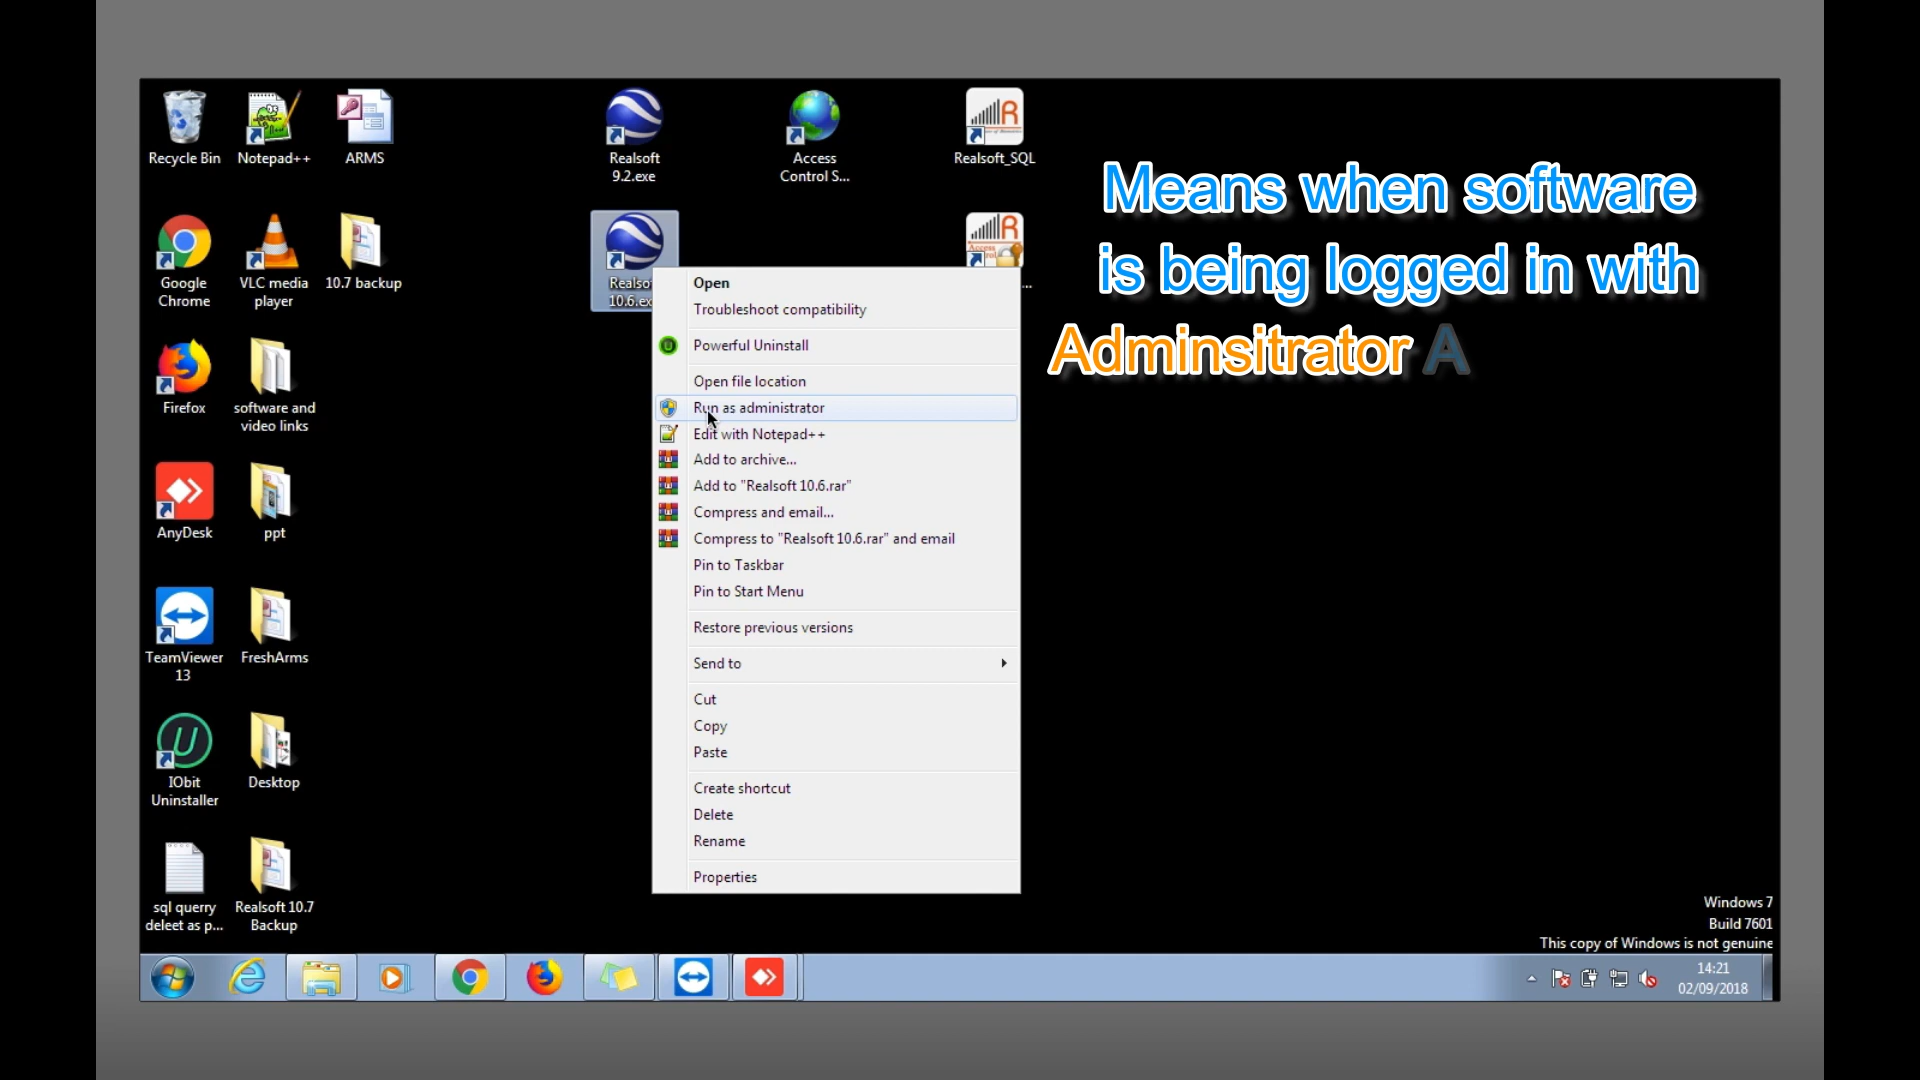 Recycle Bin
Notepad++
ARMS
Realsoft
9.2.exe
Access
Control S...
Realsoft_SQL
Means when software
is being logged in with
Adminsitrator A
Google
Chrome
VLC media
player
10.7 backup
Realso
10.6.ex
...
Open
Troubleshoot compatibility
Powerful Uninstall
Open file location
Run as administrator
Edit with Notepad++
Add to archive...
Add to "Realsoft 10.6.rar"
Compress and email...
Compress to "Realsoft 10.6.rar" and email
Pin to Taskbar
Pin to Start Menu
Restore previous versions
Send to
Cut
Copy
Paste
Create shortcut
Delete
Rename
Properties
Firefox
software and
video links
AnyDesk
ppt
TeamViewer
13
FreshArms
IObit
Uninstaller
Desktop
sql querry
deleet as p...
Realsoft 10.7
Backup
Windows 7
Build 7601
This copy of Windows is not genuine
14:21
02/09/2018